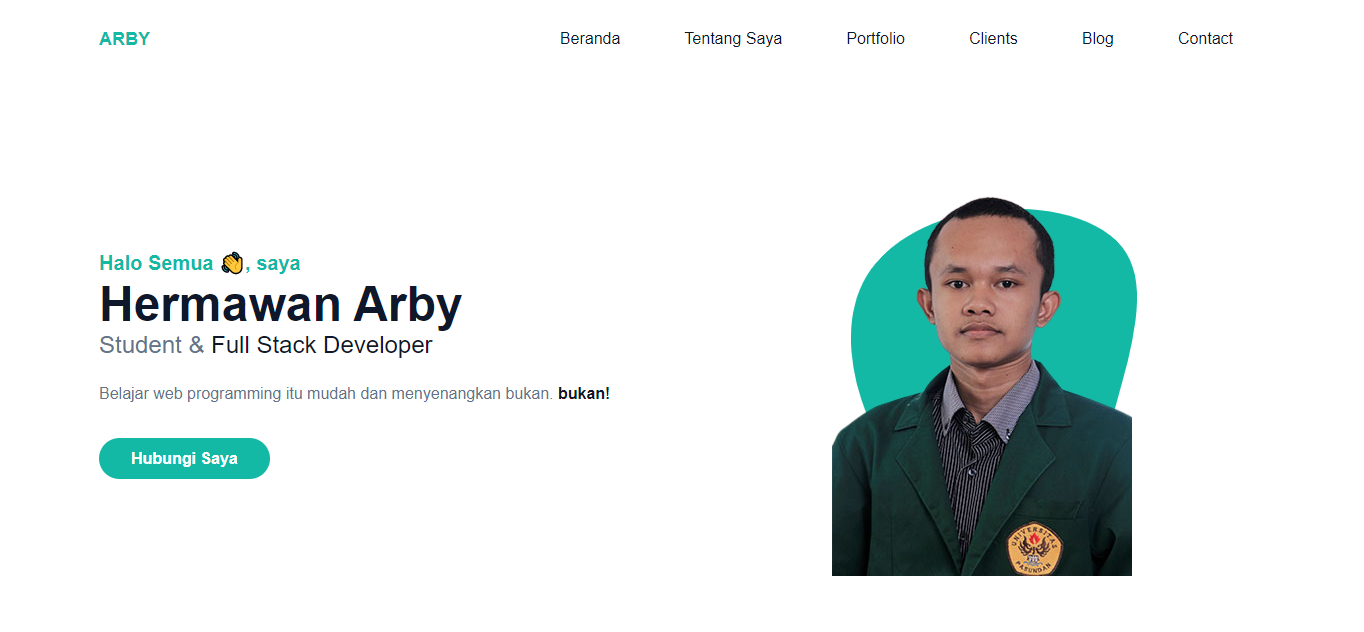 ARBY Beranda Tentang Saya Portfolio Clients Blog Contact
Halo Semua 👏, saya
Hermawan Arby
Student & Full Stack Developer
Belajar web programming itu mudah dan menyenangkan bukan. bukan!
Hubungi Saya
UNIVERSITAS
PASUNDAN